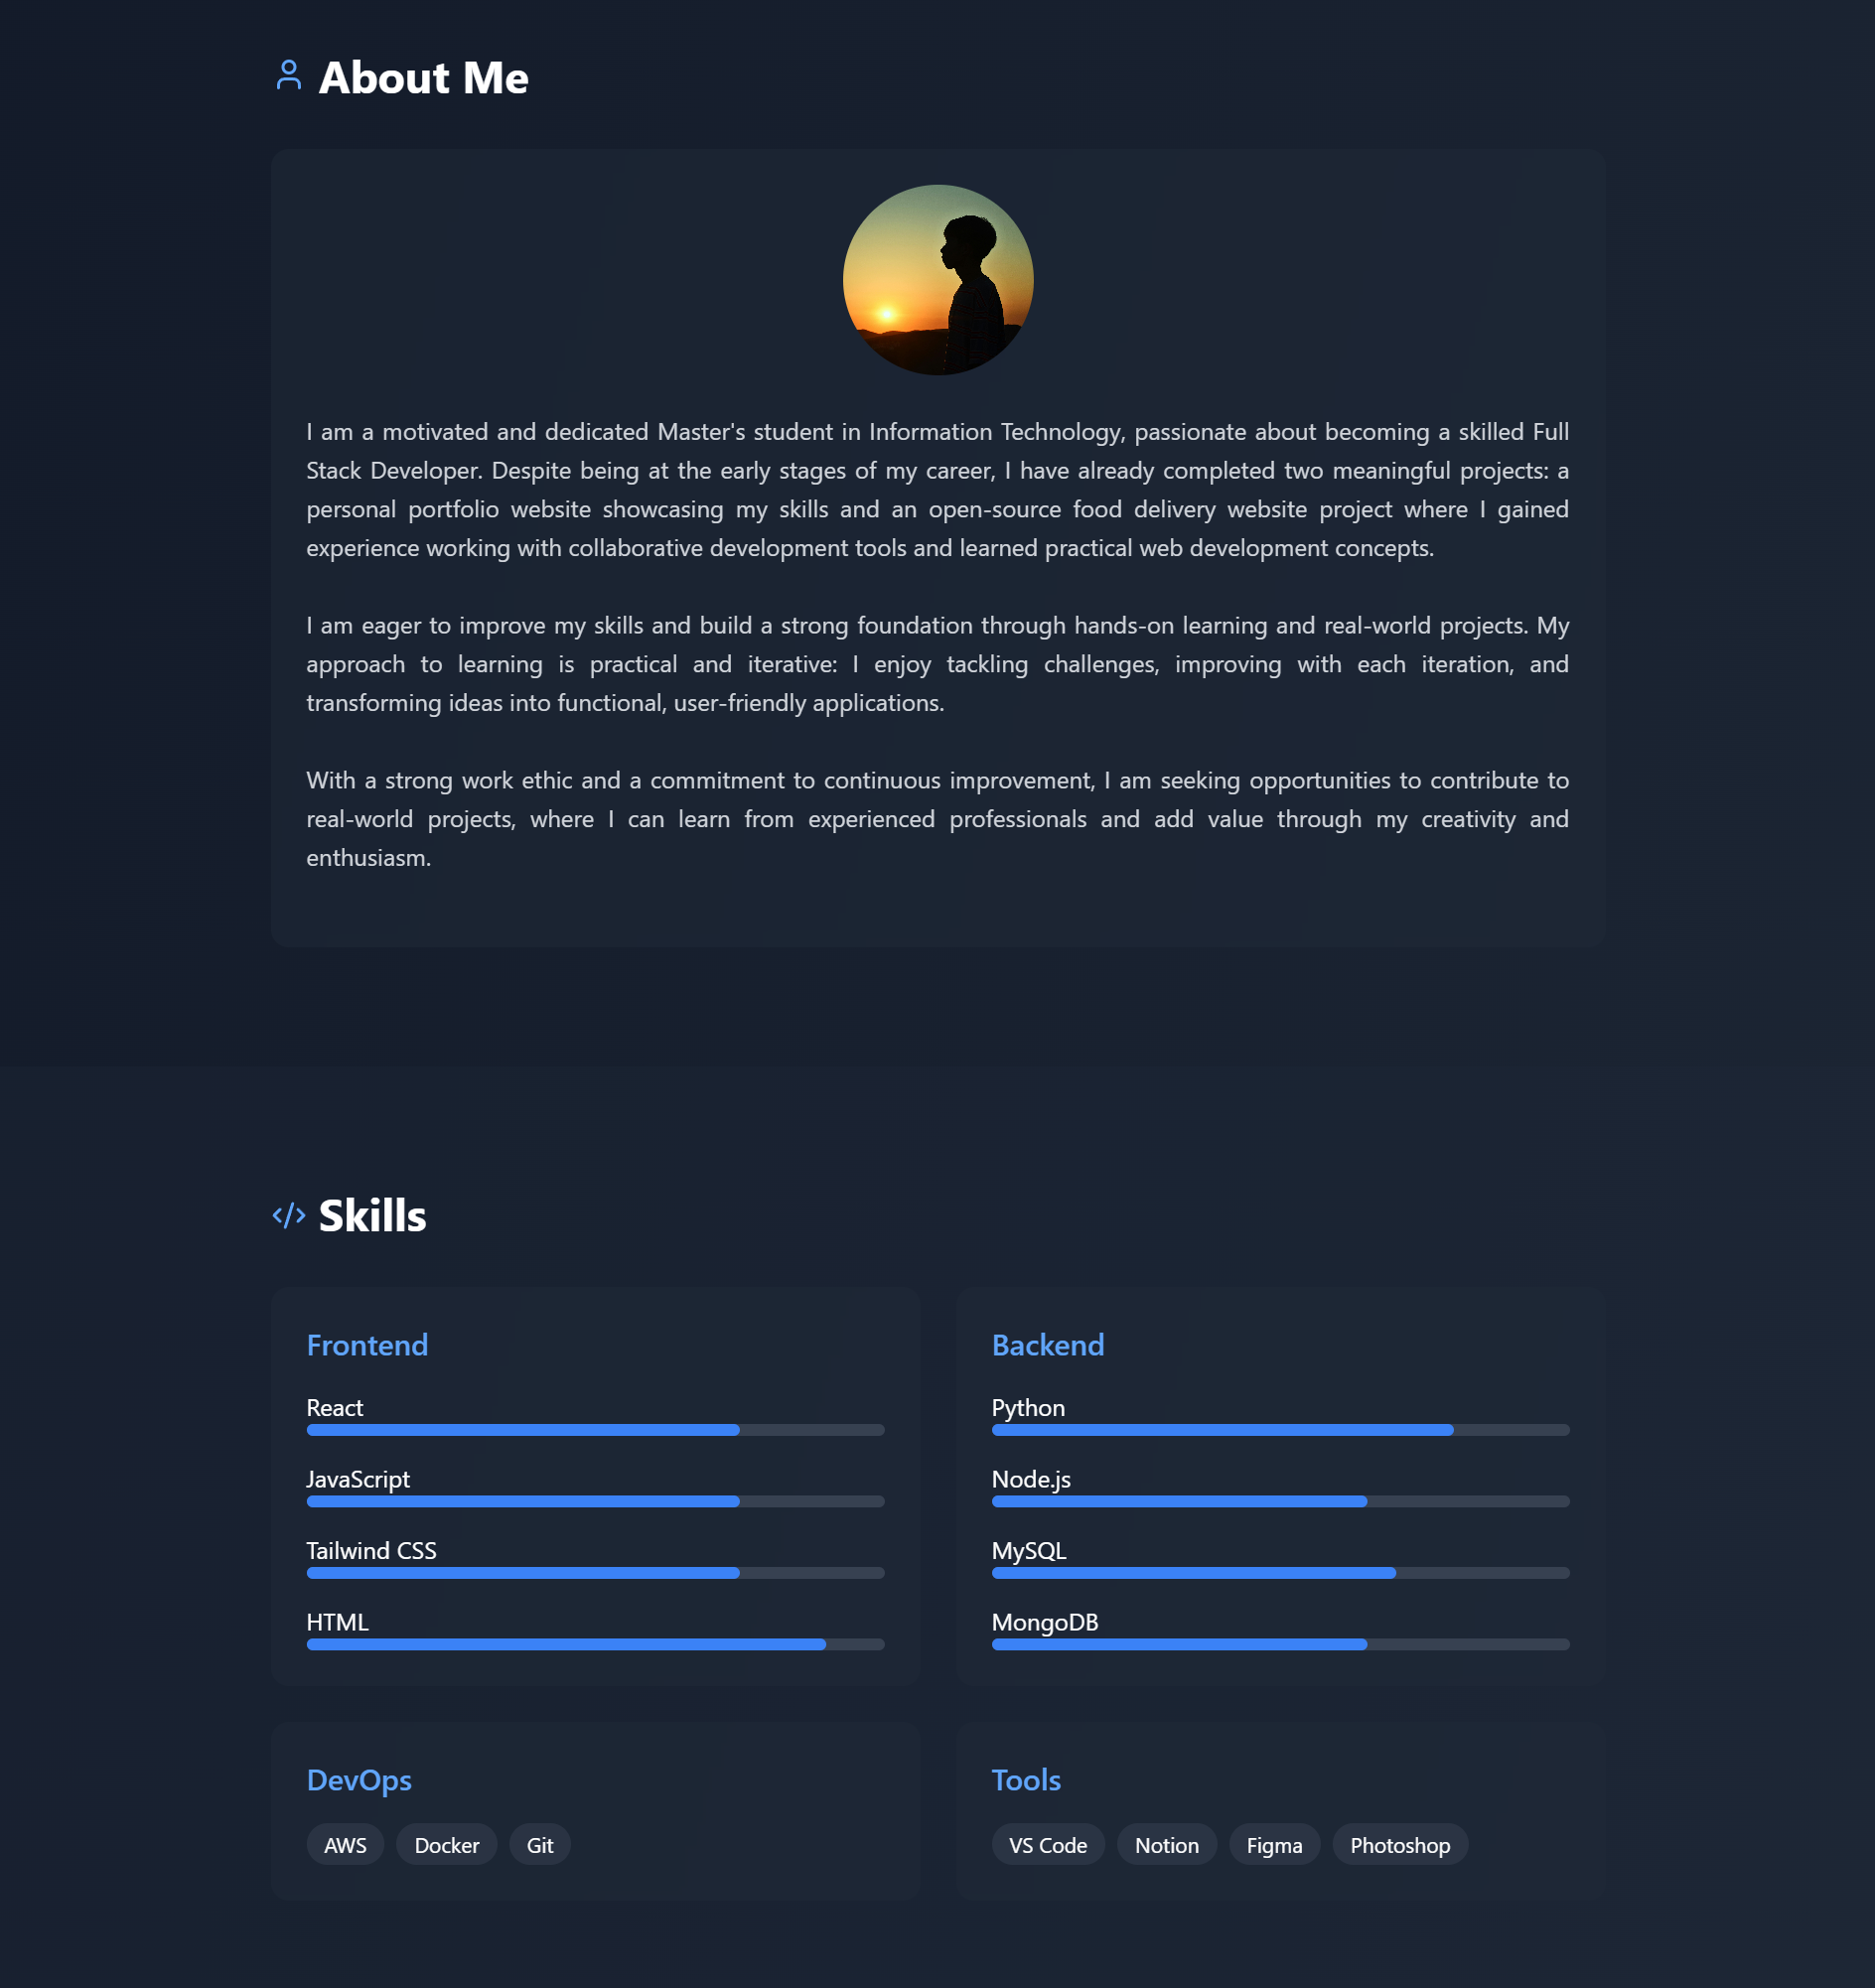 About Me
I am a motivated and dedicated Master's student in Information Technology, passionate about becoming a skilled Full
Stack Developer. Despite being at the early stages of my career, I have already completed two meaningful projects: a
personal portfolio website showcasing my skills and an open-source food delivery website project where I gained
experience working with collaborative development tools and learned practical web development concepts.
I am eager to improve my skills and build a strong foundation through hands-on learning and real-world projects. My
approach to learning is practical and iterative: I enjoy tackling challenges, improving with each iteration, and
transforming ideas into functional, user-friendly applications.
With a strong work ethic and a commitment to continuous improvement, I am seeking opportunities to contribute to
real-world projects, where I can learn from experienced professionals and add value through my creativity and
enthusiasm.
Skills
Frontend
React
JavaScript
Tailwind CSS
HTML
Backend
Python
Node.js
MySQL
MongoDB
DevOps
AWS Docker Git
Tools
VS Code Notion Figma Photoshop